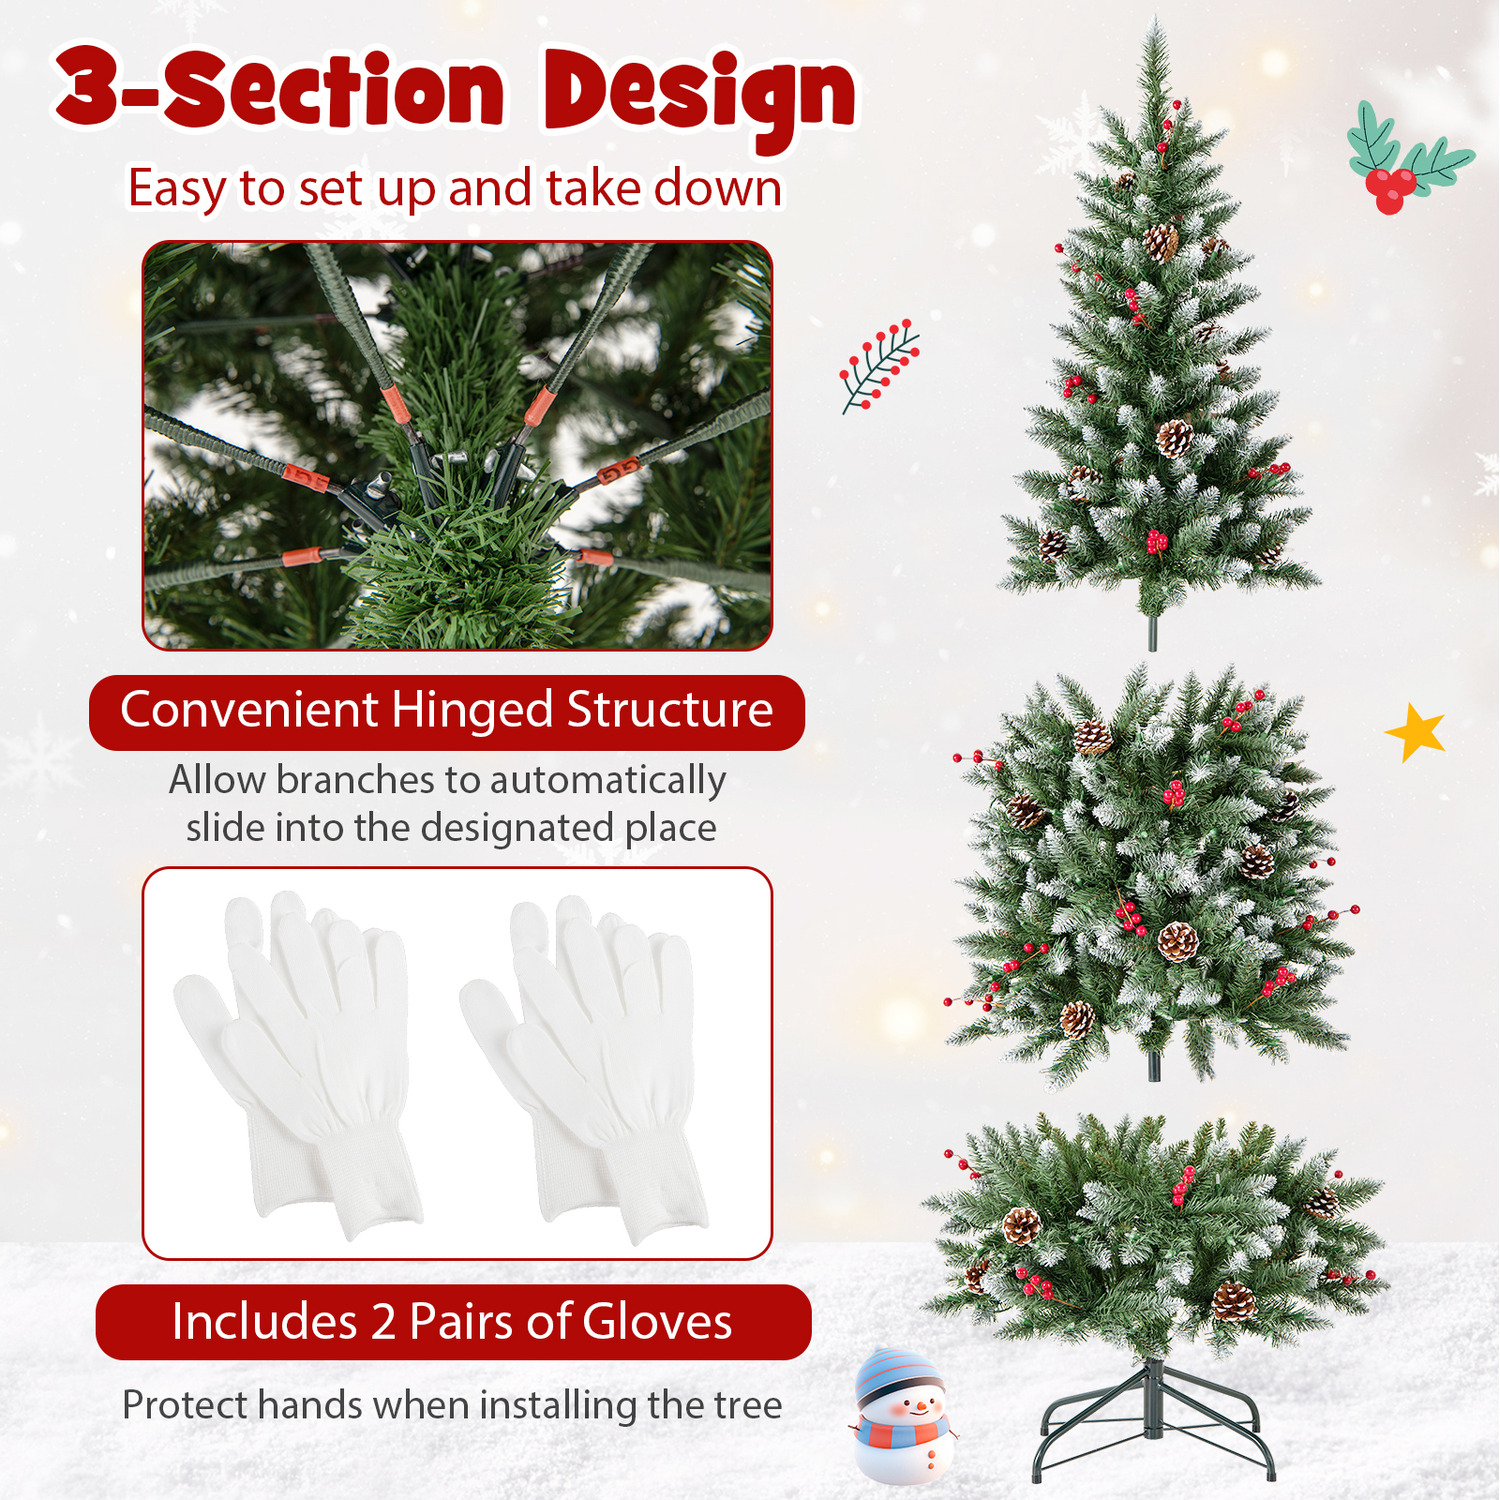 3-Section Design
Easy to set up and take down
Convenient Hinged Structure
Allow branches to automatically
slide into the designated place
Includes 2 Pairs of Gloves
Protect hands when installing the tree